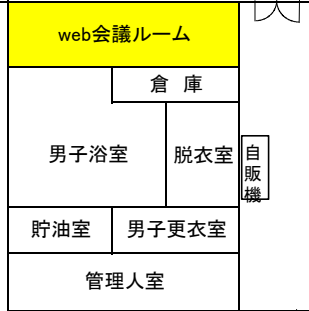 web会議ルーム
倉 庫
男子浴室
脱衣室
自販機
貯油室
男子更衣室
管理人室